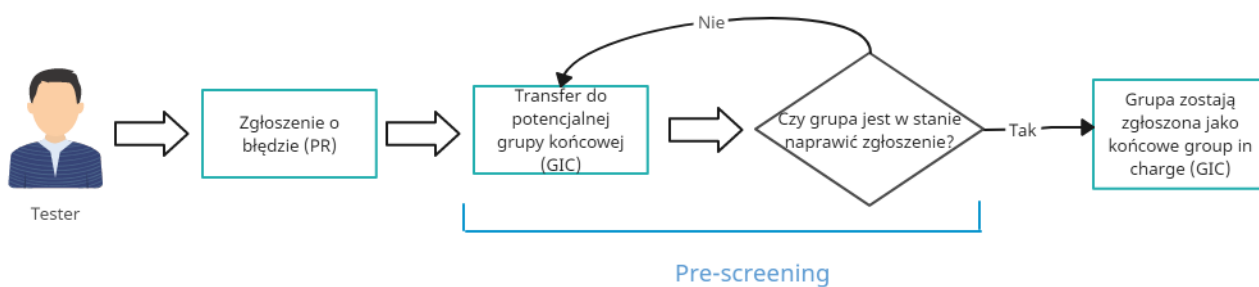 Nie
Tester
Zgłoszenie o
błędzie (PR)
Transfer do
potencjalnej
grupy końcowej
(GIC)
Czy grupa jest w stanie
naprawić zgłoszenie?
Tak
Grupa zostają
zgłoszona jako
końcowe group in
charge (GIC)
Pre-screening